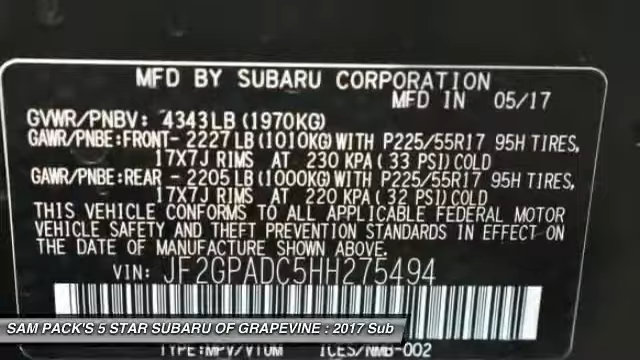 MFD BY SUBARU CORPORATION
MFD IN 05/17
GVWR/PNBV: 4343LB (1970KG)
GAWR/PNBE:FRONT- 2227 LB (1010KG) WITH P225/55R17 95H TIRES,
17X7J RIMS AT 230 KPA ( 33 PSI) COLD
GAWR/PNBE:REAR - 2205 LB (1000KG) WITH P225/55R17 95H TIRES,
17X7J RIMS AT 220 KPA ( 32 PSI) COLD
THIS VEHICLE CONFORMS TO ALL APPLICABLE FEDERAL MOTOR
VEHICLE SAFETY AND THEFT PREVENTION STANDARDS IN EFFECT ON
THE DATE OF MANUFACTURE SHOWN ABOVE.
VIN: JF2GPADC5HH275494
SAM PACK'S 5 STAR SUBARU OF GRAPEVINE : 2017 Sub
TYPE:MPV/VTUM ICES/NMB-002